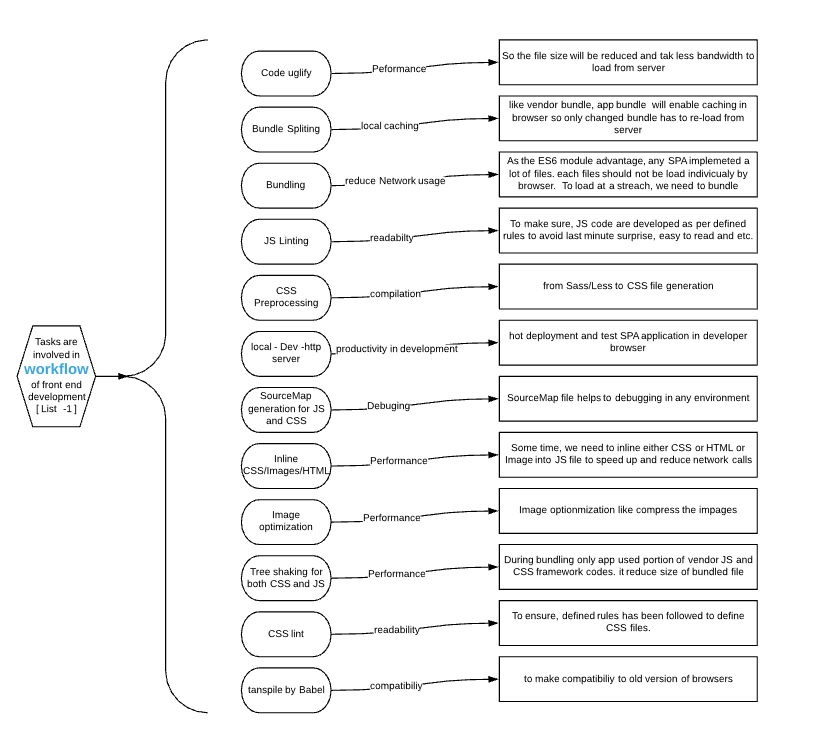 Tasks are
involved in
workflow
of front end
development
[ List -1 ]
Code uglify
Peformance
So the file size will be reduced and tak less bandwidth to
load from server
Bundle Spliting
local caching
like vendor bundle, app bundle will enable caching in
browser so only changed bundle has to re-load from
server
Bundling
reduce Network usage
As the ES6 module advantage, any SPA implemeted a
lot of files. each files should not be load indivicualy by
browser. To load at a streach, we need to bundle
JS Linting
readabilty
To make sure, JS code are developed as per defined
rules to avoid last minute surprise, easy to read and etc.
CSS
Preprocessing
compilation
from Sass/Less to CSS file generation
local - Dev -http
server
productivity in development
hot deployment and test SPA application in developer
browser
SourceMap
generation for JS
and CSS
Debuging
SourceMap file helps to debugging in any environment
Inline
CSS/Images/HTML
Performance
Some time, we need to inline either CSS or HTML or
Image into JS file to speed up and reduce network calls
Image
optimization
Performance
Image optionmization like compress the impages
Tree shaking for
both CSS and JS
Performance
During bundling only app used portion of vendor JS and
CSS framework codes. it reduce size of bundled file
CSS lint
readability
To ensure, defined rules has been followed to define
CSS files.
tanspile by Babel
compatibiliy
to make compatibiliy to old version of browsers